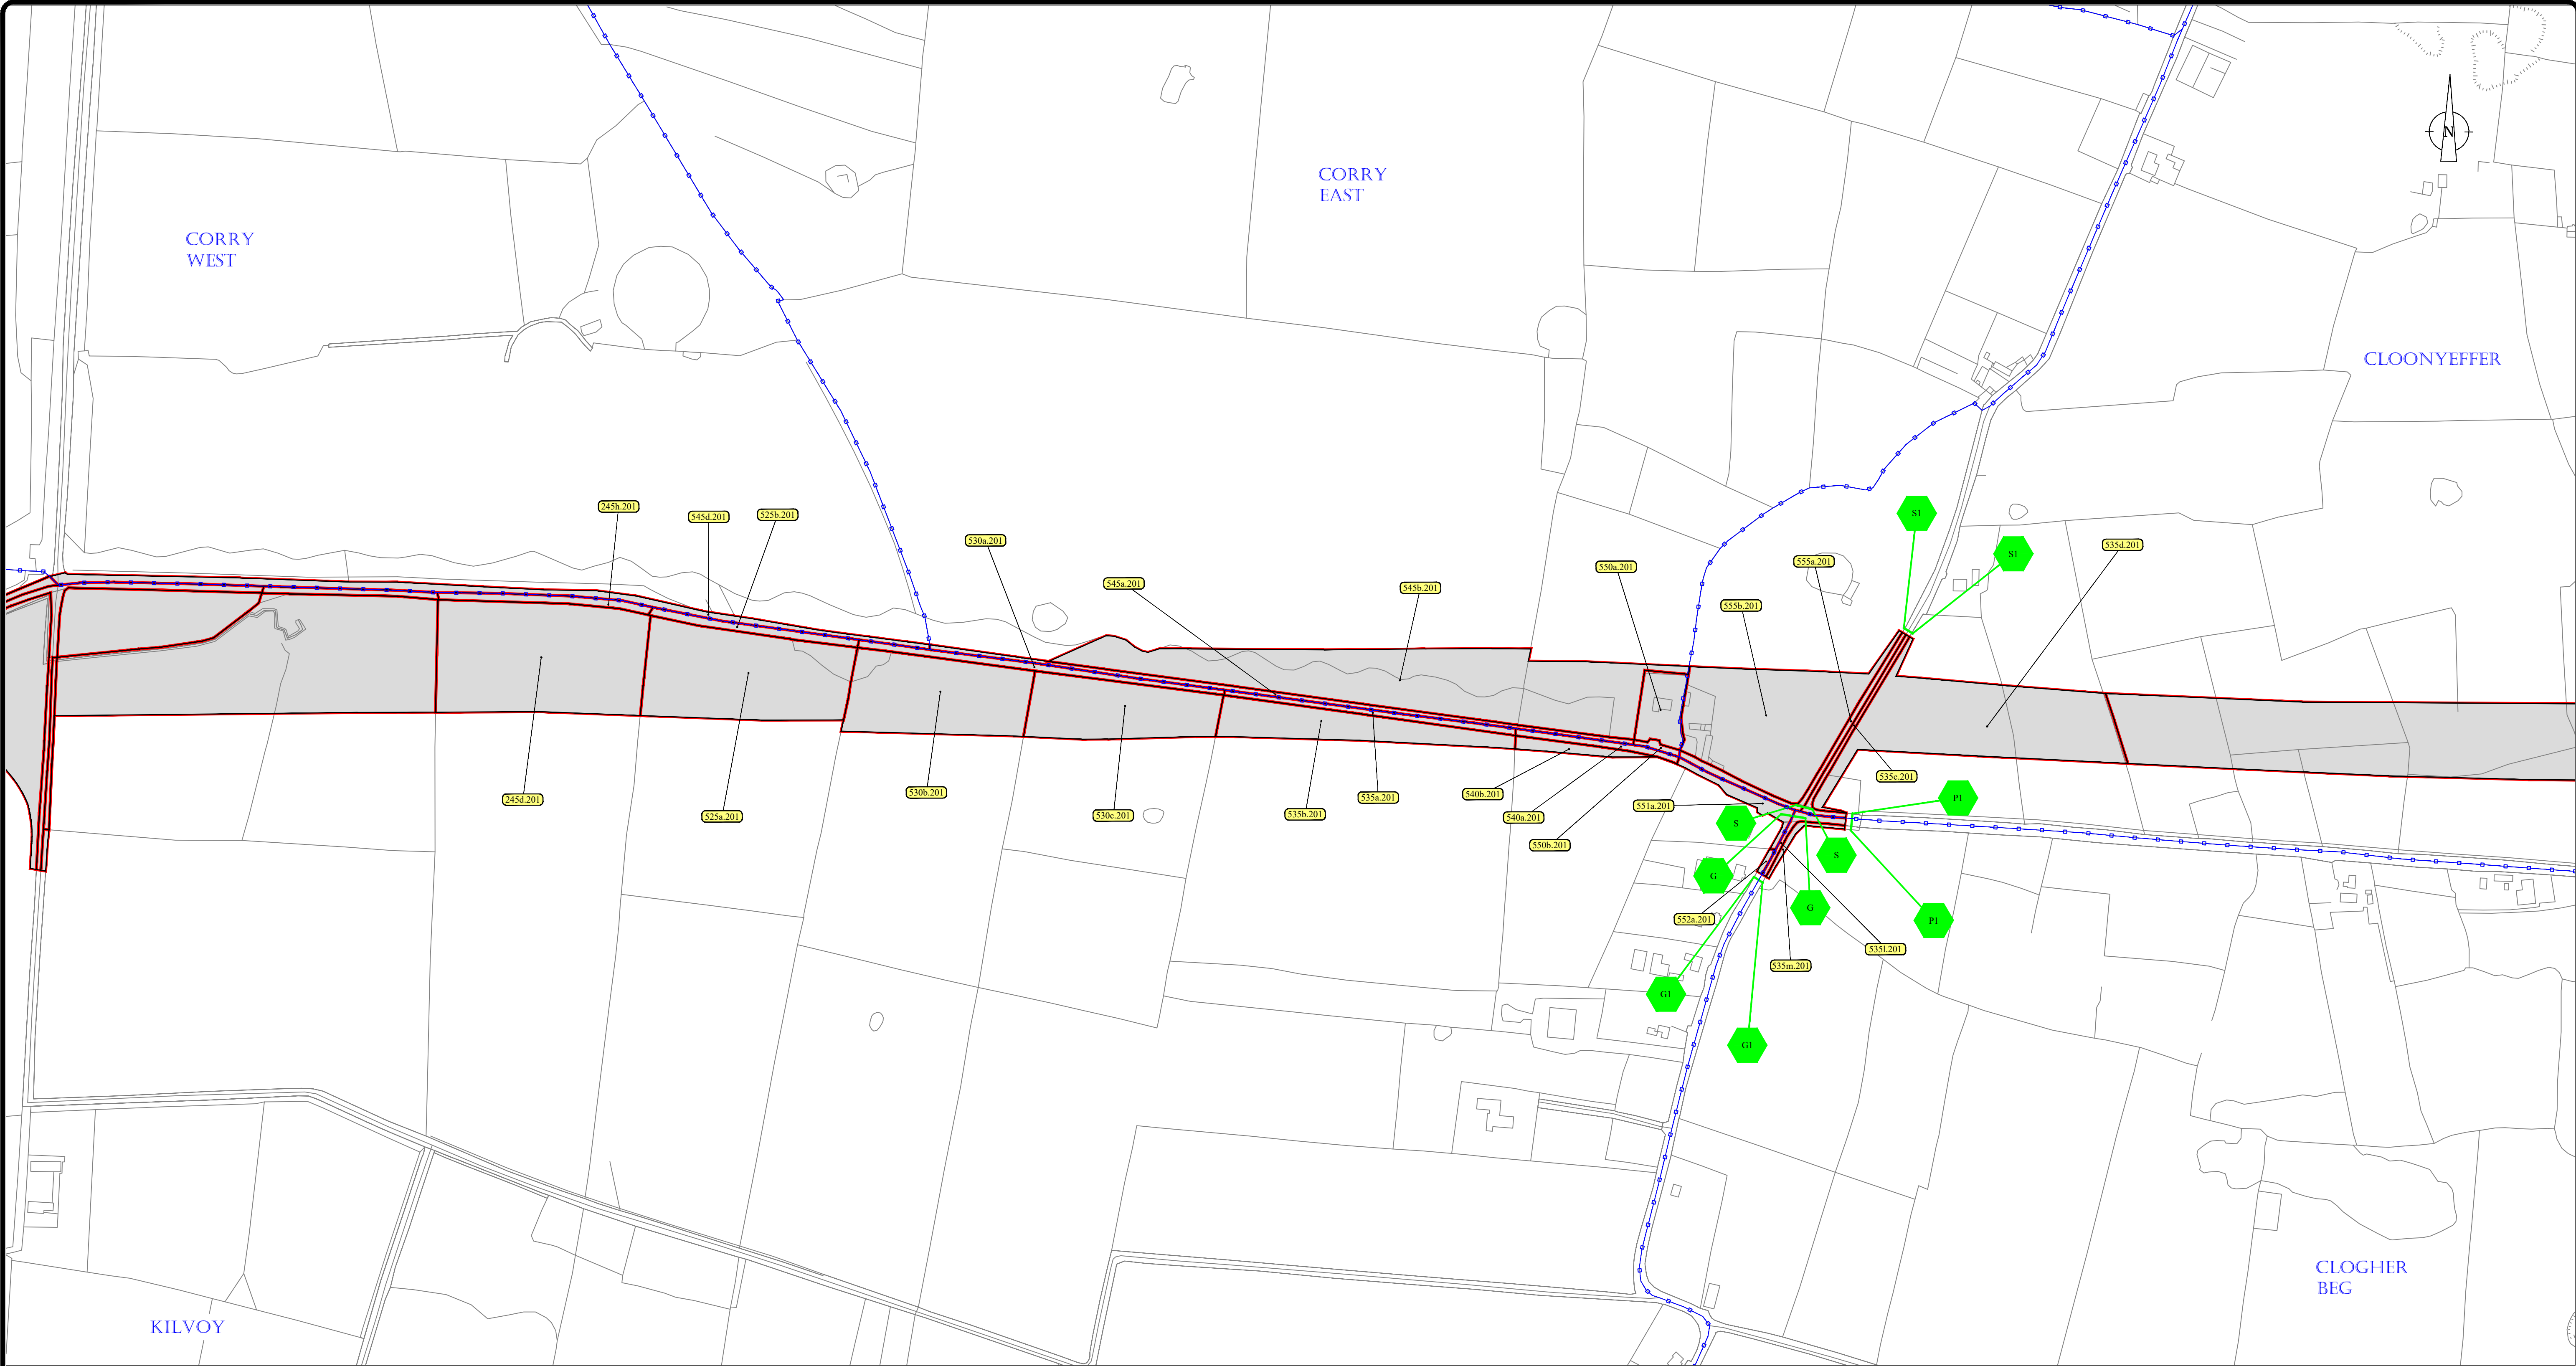 N
CORRY
EAST
CORRY
WEST
CLOONYEFFER
245h.201
545d.201
525b.201
S1
530a.201
S1
535d.201
555a.201
550a.201
545a.201
545b.201
555b.201
535c.201
530b.201
540b.201
535a.201
P1
245d.201
551a.201
535b.201
530c.201
525a.201
540a.201
S
550b.201
S
G
G
552a.201
P1
535l.201
535m.201
G1
G1
CLOGHER
BEG
KILVOY